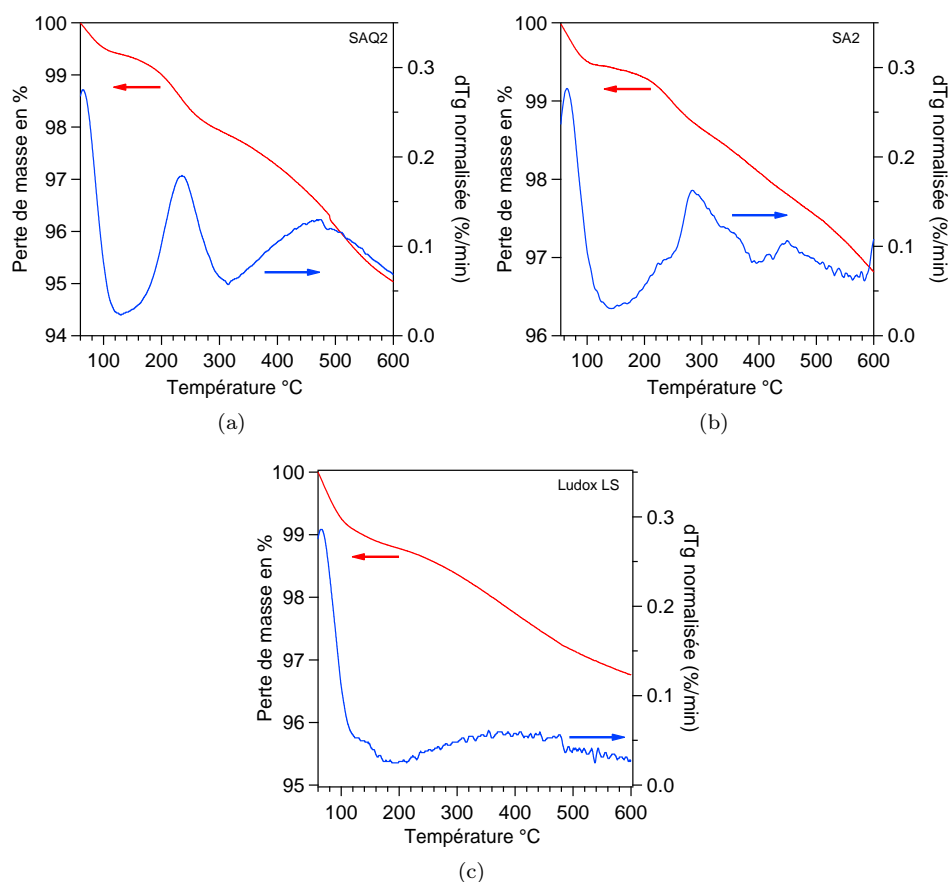 SAQ2
100
99
98
97
96
95
94
Perte de masse en %
0.3
0.2
0.1
0.0
dTg normalisée (%/min)
100 200 300 400 500 600
Température °C
(a)
SA2
100
99
98
97
96
Perte de masse en %
0.3
0.2
0.1
0.0
dTg normalisée (%/min)
100 200 300 400 500 600
Température °C
(b)
Ludox LS
100
99
98
97
96
95
Perte de masse en %
0.3
0.2
0.1
0.0
dTg normalisée (%/min)
100 200 300 400 500 600
Température °C
(c)